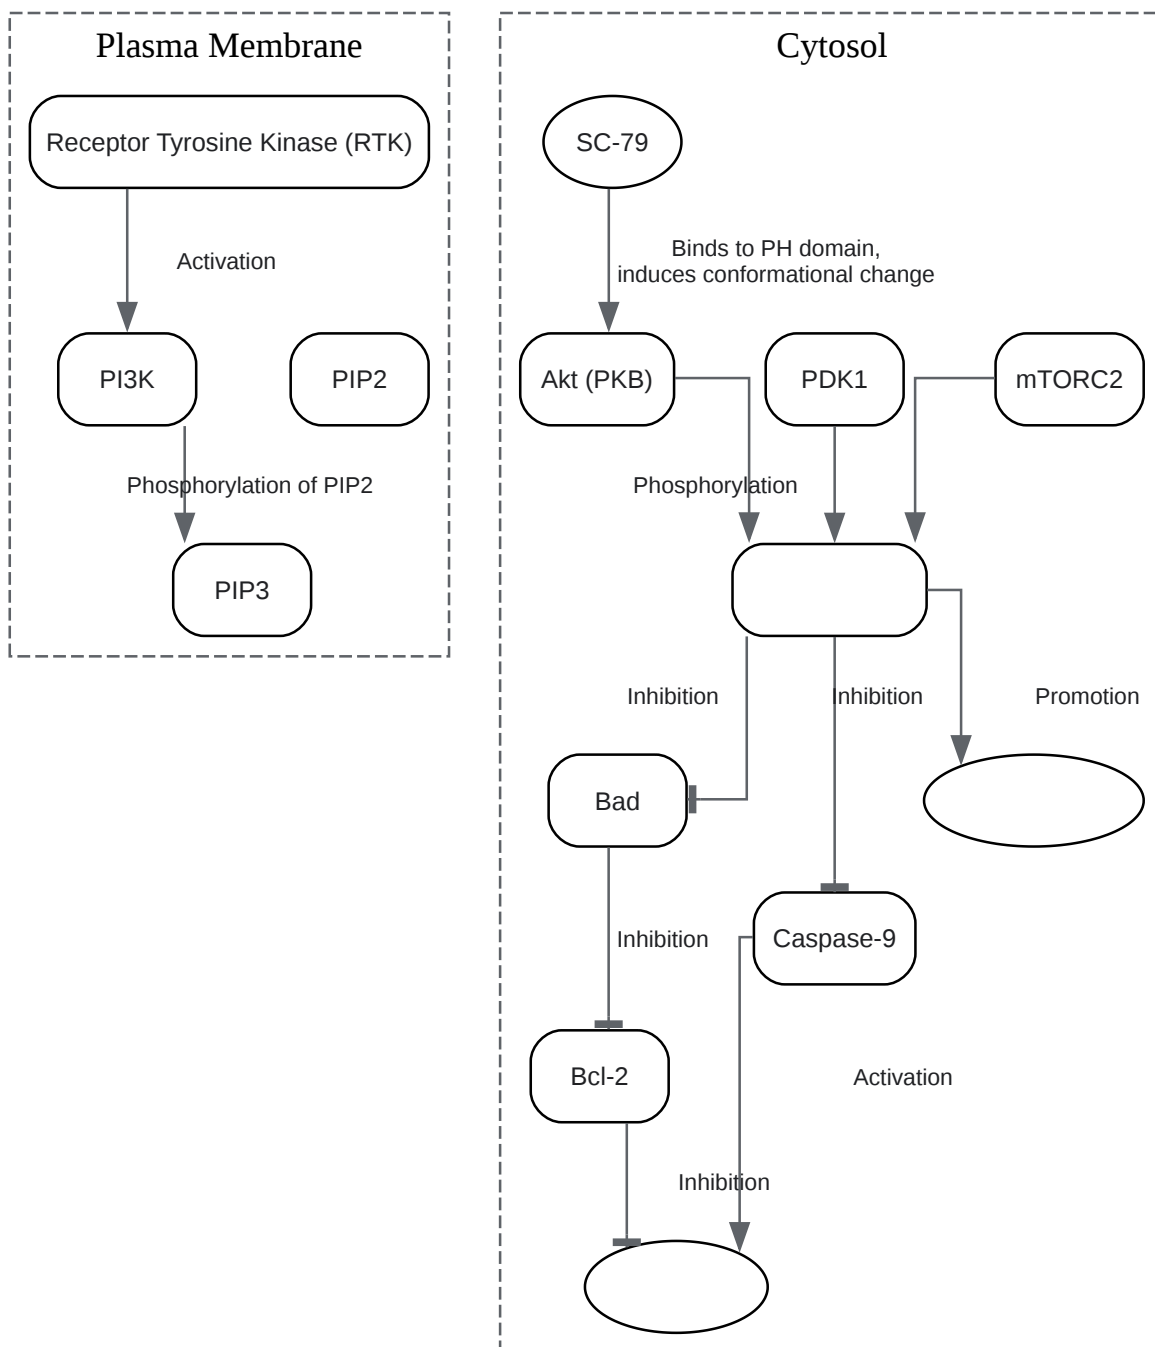 Plasma Membrane
Receptor Tyrosine Kinase (RTK)
Activation
PI3K
PIP2
Phosphorylation of PIP2
PIP3
Cytosol
SC-79
Binds to PH domain,
induces conformational change
Akt (PKB)
PDK1
mTORC2
Phosphorylation
Inhibition
Inhibition
Promotion
Bad
Caspase-9
Inhibition
Bcl-2
Activation
Inhibition